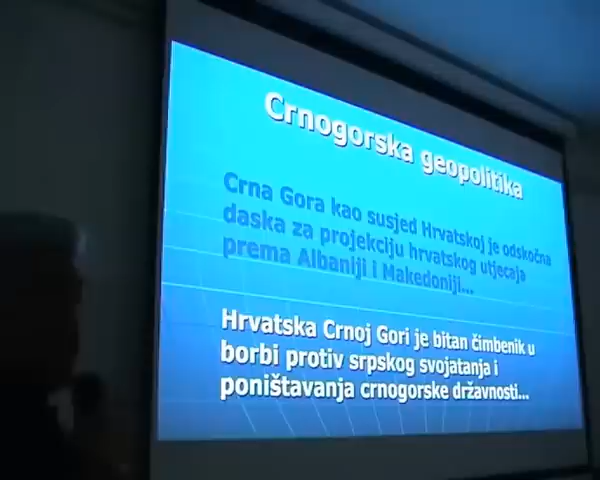 Crnogorska geopolitika
Crna Gora kao susjed Hrvatskoj je odskočna
daska za projekciju hrvatskog utjecaja
prema Albaniji i Makedoniji...
Hrvatska Crnoj Gori je bitan čimbenik u
borbi protiv srpskog svojatanja i
poništavanja crnogorske državnosti...